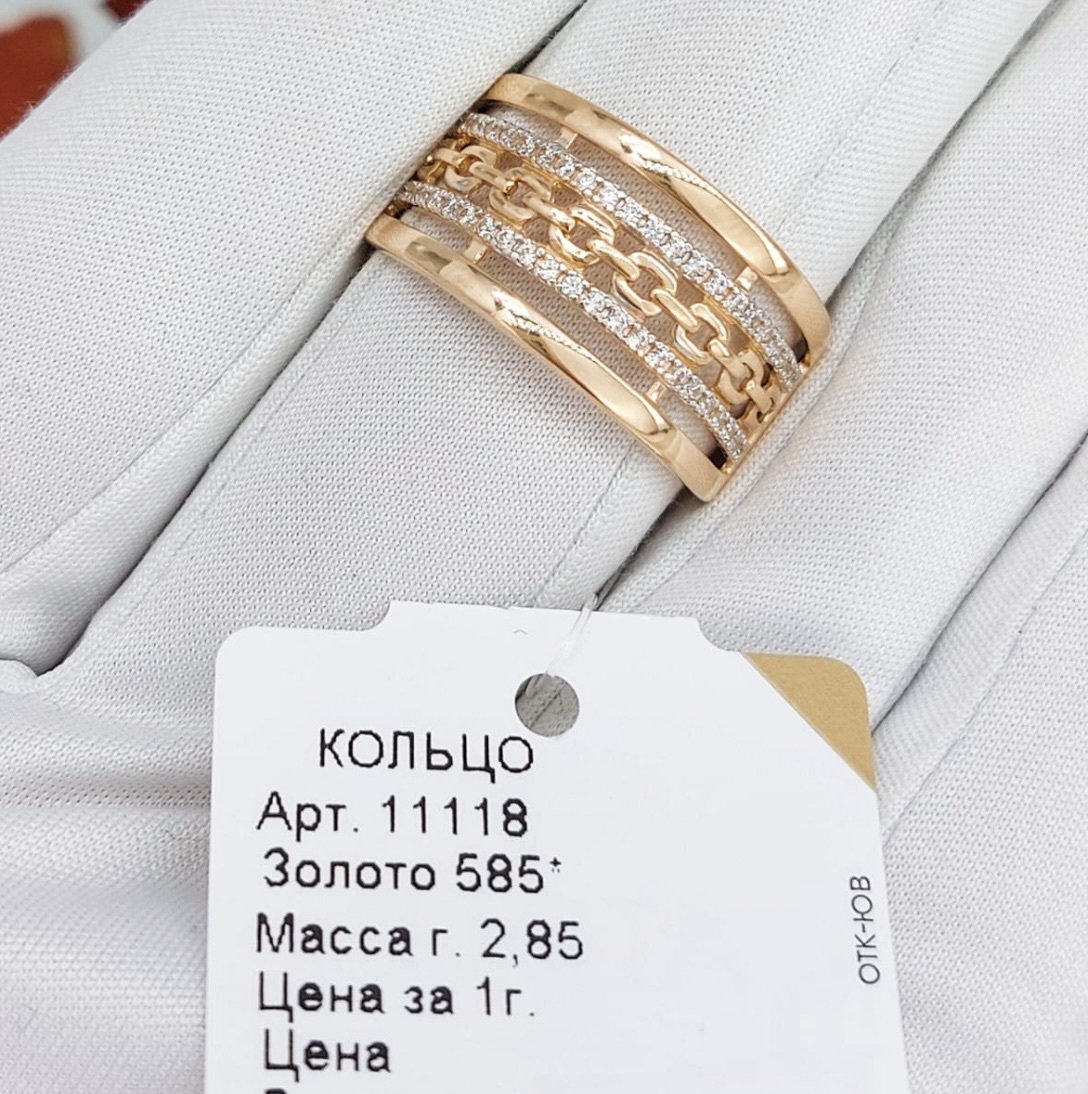 КОЛЬЦО
Арт. 11118
Золото 585*
Масса г. 2,85
Цена за 1г.
Цена
ОТК-ЮВ